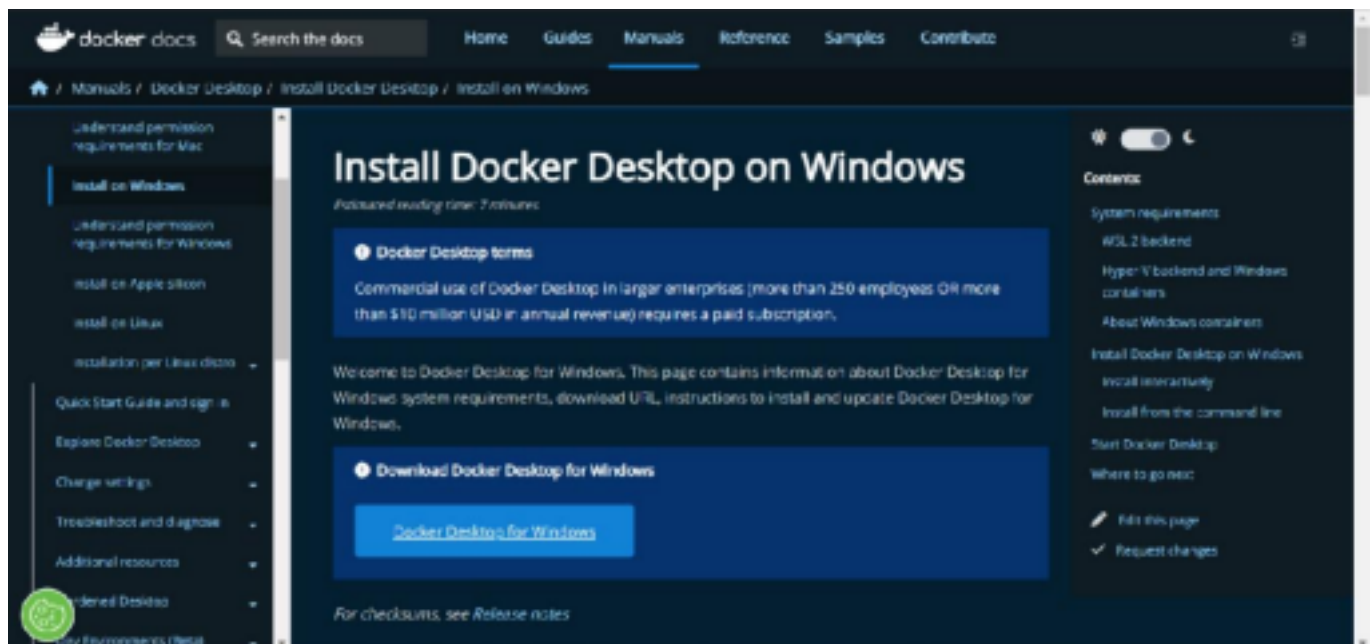 docker docs
Search the docs
Home Guides Manuals Reference Samples Contribute
/ Manuals / Docker Desktop / Install Docker Desktop / Install on Windows
Understand permission
requirements for Mac
Install on Windows
Understand permission
requirements for Windows
Install on Apple silicon
Install on Linux
Installation per Linux distro
Quick Start Guide and sign in
Explore Docker Desktop
Change settings
Troubleshoot and diagnose
Additional resources
Desktop
Dev Environments (Beta)
Install Docker Desktop on Windows
Estimated reading time: 7 minutes
Docker Desktop terms
Commercial use of Docker Desktop in larger enterprises (more than 250 employees OR more
than $10 million USD in annual revenue) requires a paid subscription.
Welcome to Docker Desktop for Windows. This page contains information about Docker Desktop for
Windows system requirements, download URL, instructions to install and update Docker Desktop for
Windows.
Download Docker Desktop for Windows
Docker Desktop for Windows
For checksums, see Release notes
Contents:
System requirements
WSL 2 backend
Hyper-V backend and Windows
containers
About Windows containers
Install Docker Desktop on Windows
Install interactively
Install from the command line
Start Docker Desktop
Where to go next
Edit this page
Request changes